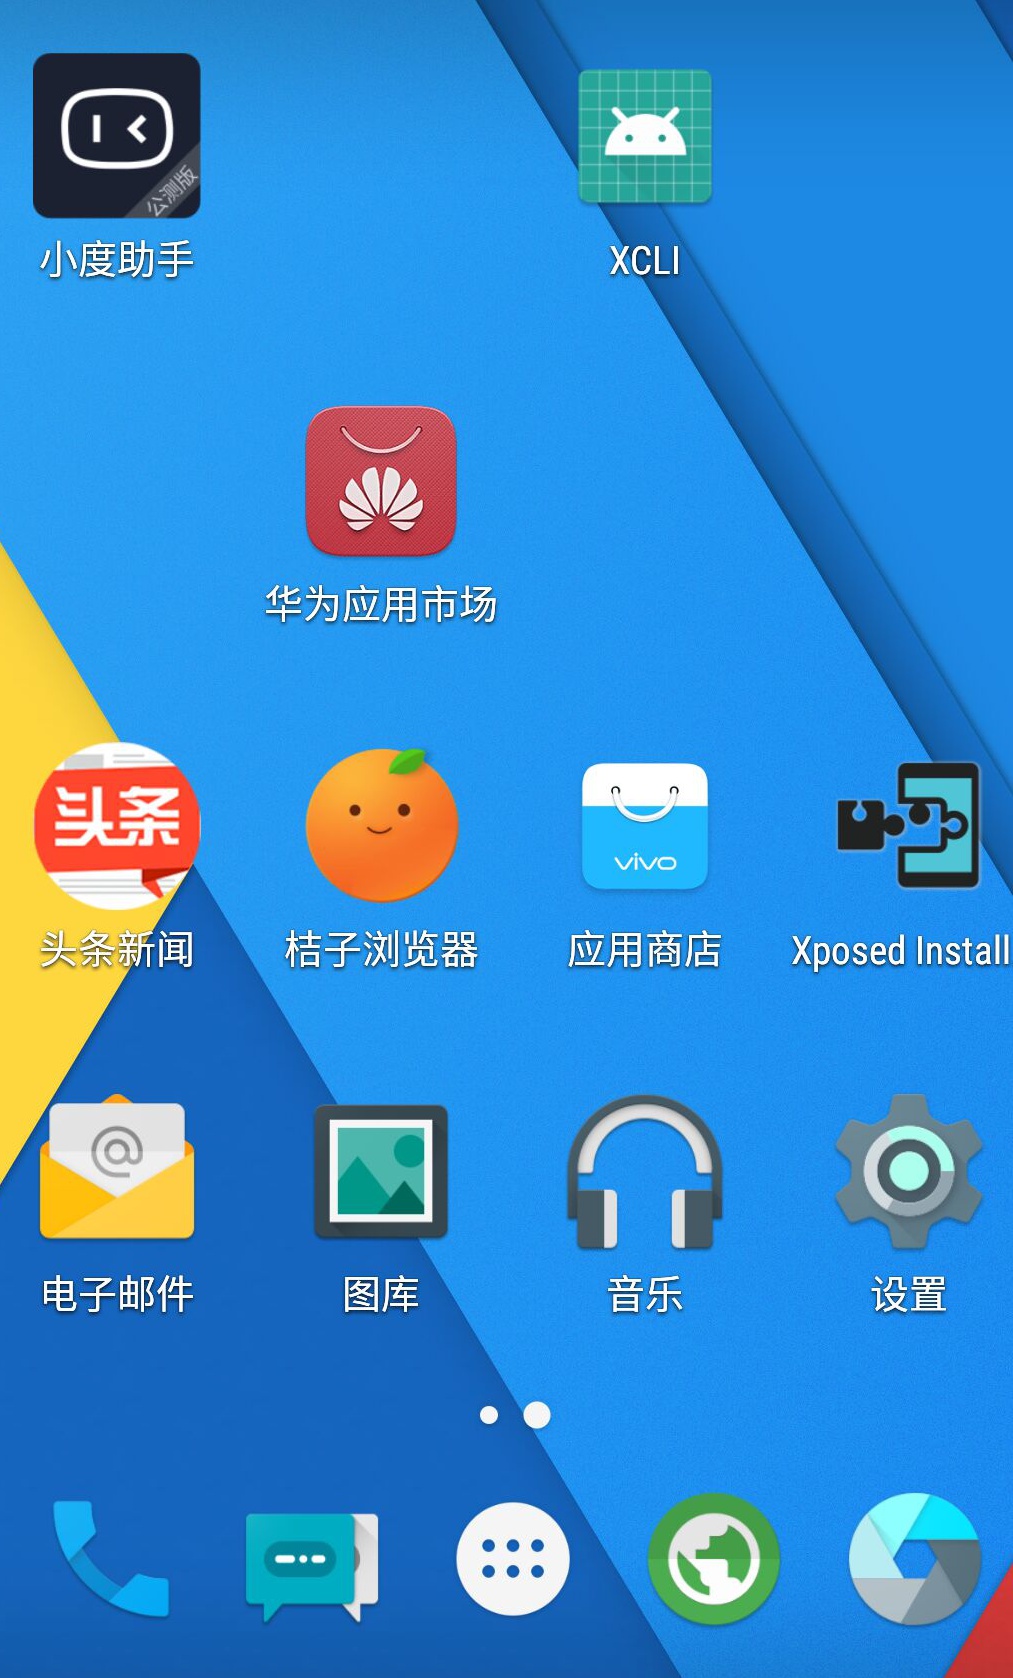 公测版
小度助手
XCLI
华为应用市场
头条
头条新闻
桔子浏览器
vivo
应用商店
Xposed Install
@
电子邮件
图库
音乐
设置